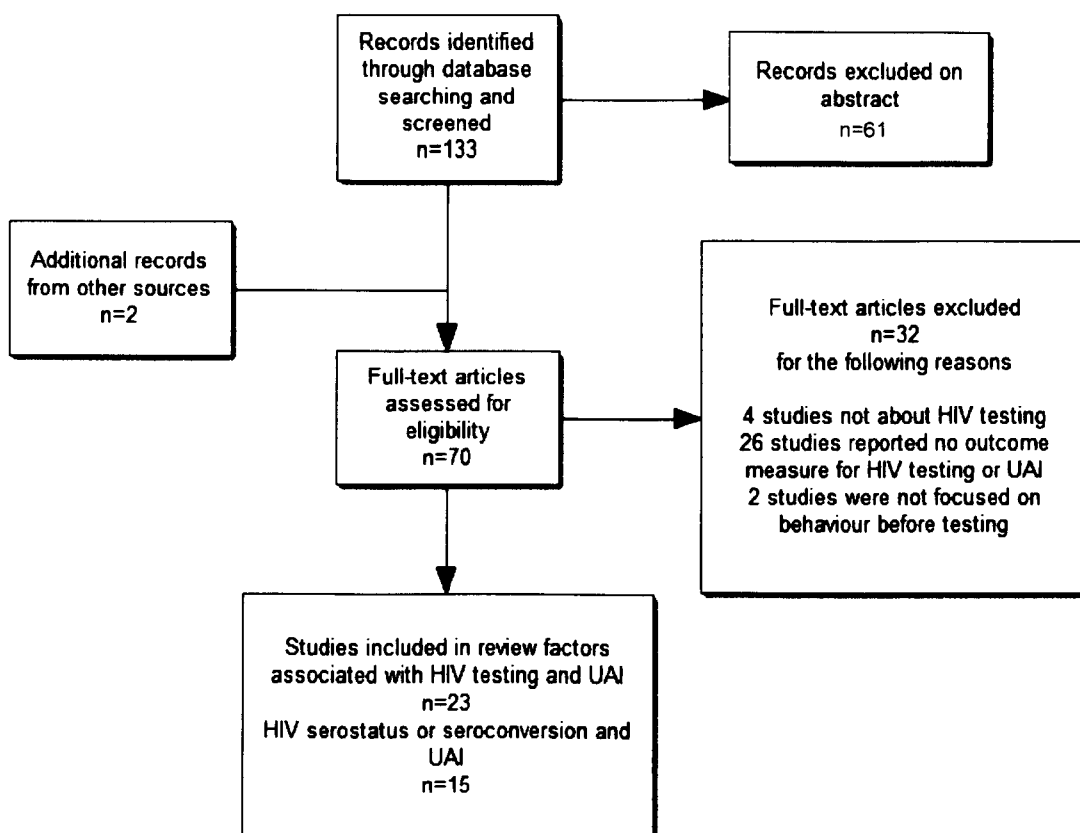 Records identified
through database
searching and
screened
n=133
Records excluded on
abstract
n=61
Additional records
from other sources
n=2
Full-text articles
assessed for
eligibility
n=70
Full-text articles excluded
n=32
for the following reasons
4 studies not about HIV testing
26 studies reported no outcome
measure for HIV testing or UAI
2 studies were not focused on
behaviour before testing
Studies included in review factors
associated with HIV testing and UAI
n=23
HIV serostatus or seroconversion and
UAI
n=15